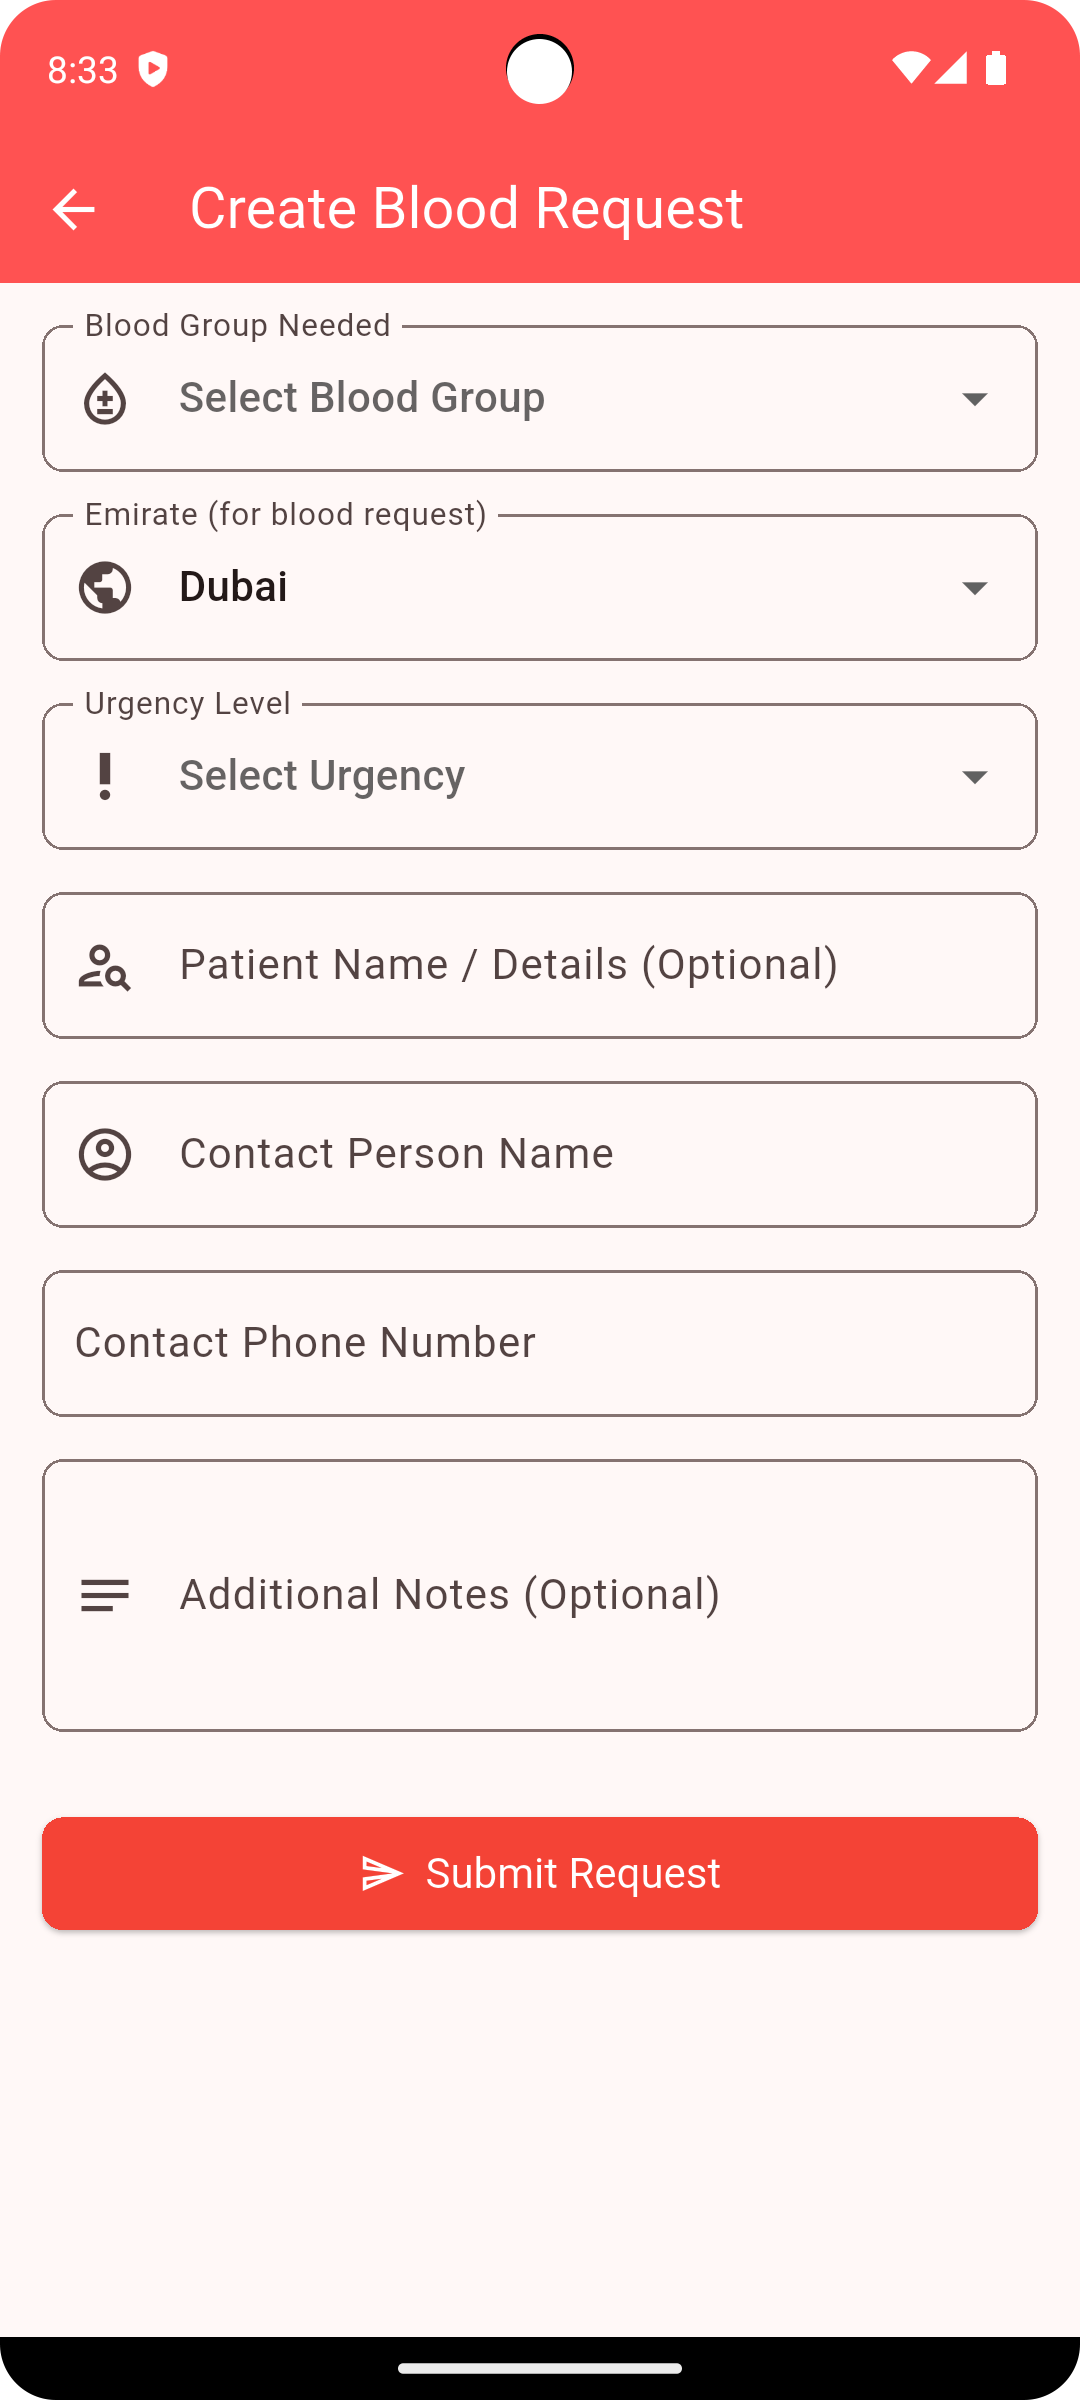 8:33
Create Blood Request
Blood Group Needed
Select Blood Group
Emirate (for blood request)
Dubai
Urgency Level
Select Urgency
Patient Name / Details (Optional)
Contact Person Name
Contact Phone Number
Additional Notes (Optional)
Submit Request